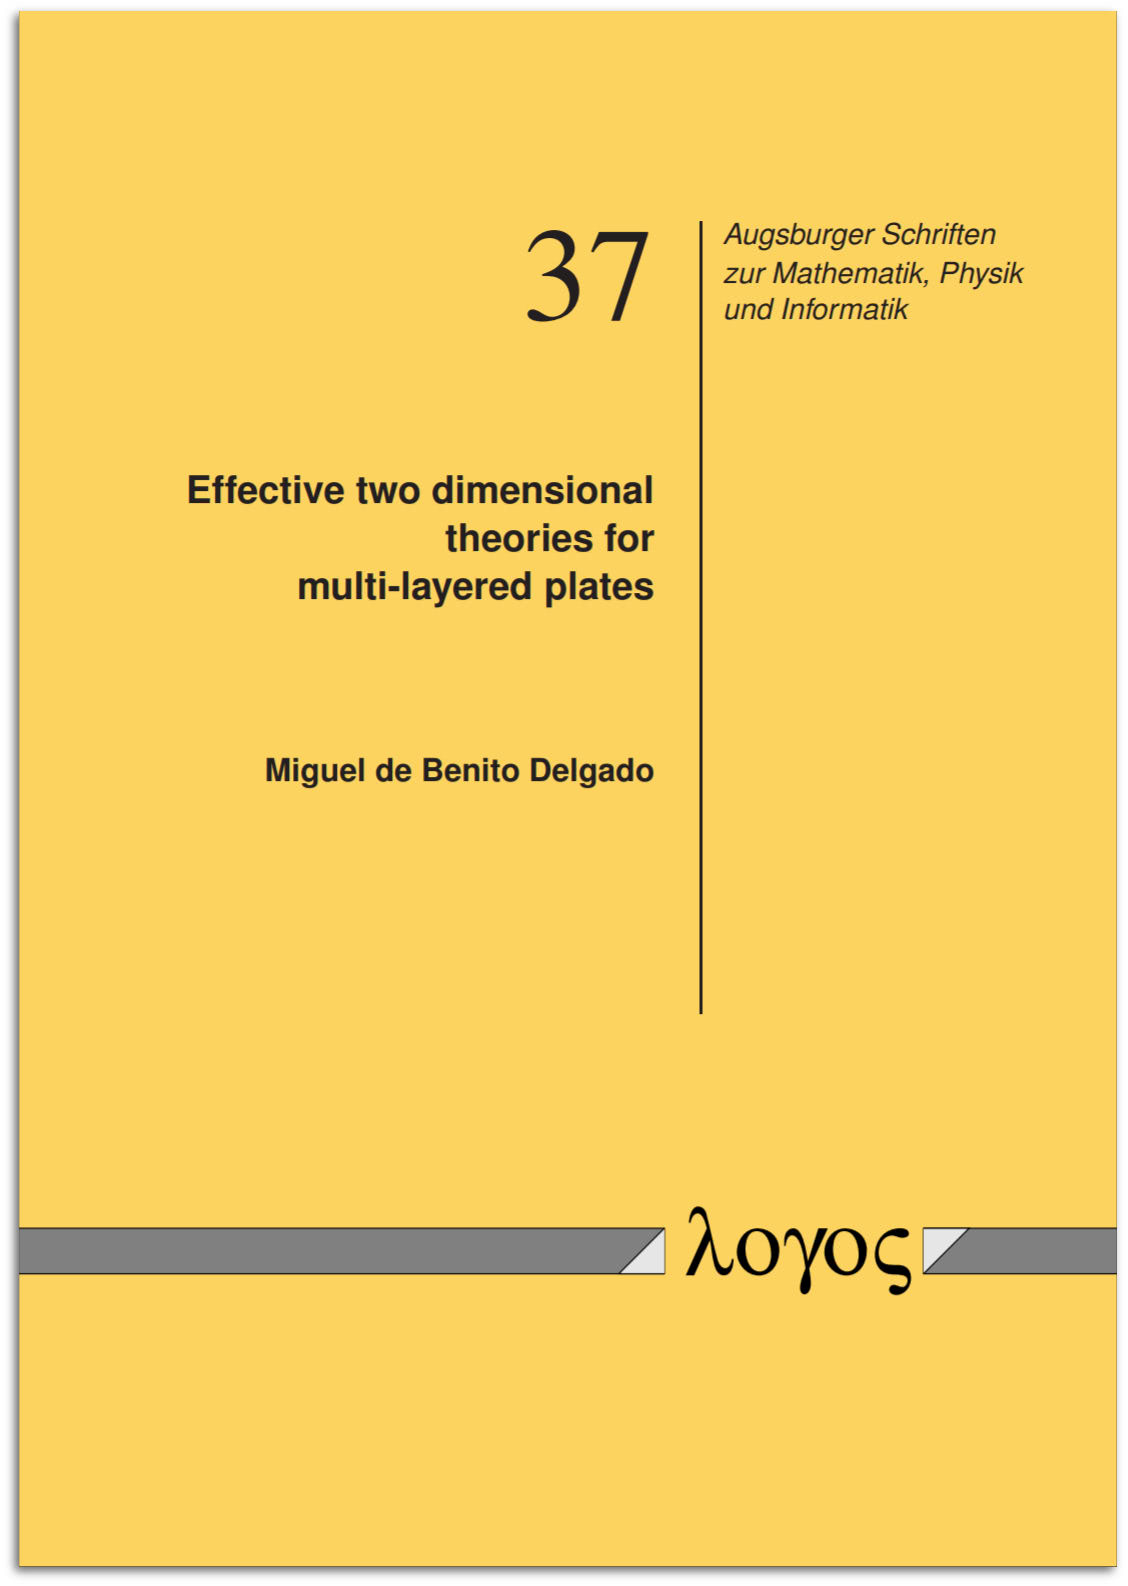 37
Augsburger Schriften
zur Mathematik, Physik
und Informatik
Effective two dimensional
theories for
multi-layered plates
Miguel de Benito Delgado
λογος